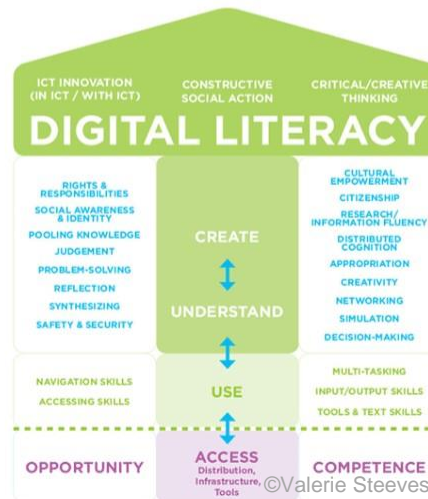 ICT INNOVATION
(IN ICT / WITH ICT)
CONSTRUCTIVE
SOCIAL ACTION
CRITICAL/CREATIVE
THINKING
DIGITAL LITERACY
RIGHTS &
RESPONSIBILITIES
SOCIAL AWARENESS
& IDENTITY
POOLING KNOWLEDGE
JUDGEMENT
PROBLEM-SOLVING
REFLECTION
SYNTHESIZING
SAFETY & SECURITY
CREATE
UNDERSTAND
CULTURAL
EMPOWERMENT
CITIZENSHIP
RESEARCH/
INFORMATION FLUENCY
DISTRIBUTED
COGNITION
APPROPRIATION
CREATIVITY
NETWORKING
SIMULATION
DECISION-MAKING
NAVIGATION SKILLS
ACCESSING SKILLS
USE
MULTI-TASKING
INPUT/OUTPUT SKILLS
TOOLS & TEXT SKILLS
OPPORTUNITY
ACCESS
Distribution,
Infrastructure,
Tools
COMPETENCE
©Valerie Steeves